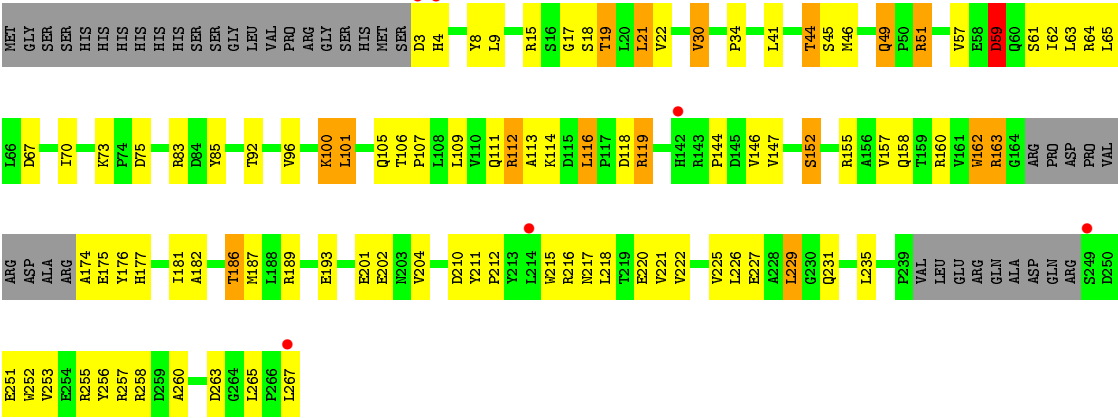 MET GLY SER SER HIS HIS HIS HIS HIS HIS SER SER GLY LEU VAL PRO ARG GLY SER HIS MET SER D3 H4 Y8 L9 R15 S16 G17 S18 T19 L20 L21 V22 V30 P34 L41 T44 S45 M46 Q49 P50 R51 V57 E58 D59 Q60 S61 I62 L63 R64 L65
L66 D67 I70 K73 P74 D75 R83 D84 Y85 T92 V96 K100 L101 Q105 T106 P107 L108 L109 V110 Q111 R112 A113 K114 D115 L116 P117 D118 R119 H142 R143 P144 D145 V146 V147 S152 R155 A156 V157 Q158 T159 R160 V161 W162 R163 G164 ARG PRO ASP PRO VAL
ARG ASP ALA ARG A174 E175 Y176 H177 I181 A182 T186 M187 L188 R189 E193 E201 E202 N203 V204 D210 Y211 P212 Y213 L214 W215 R216 N217 L218 T219 E220 V221 V222 V225 L226 E227 A228 L229 G230 Q231 L235 P239 VAL LEU GLU ARG GLN ALA ASP GLN ARG S249 D250
E251 W252 V253 E254 R255 Y256 R257 R258 D259 A260 D263 G264 L265 P266 L267